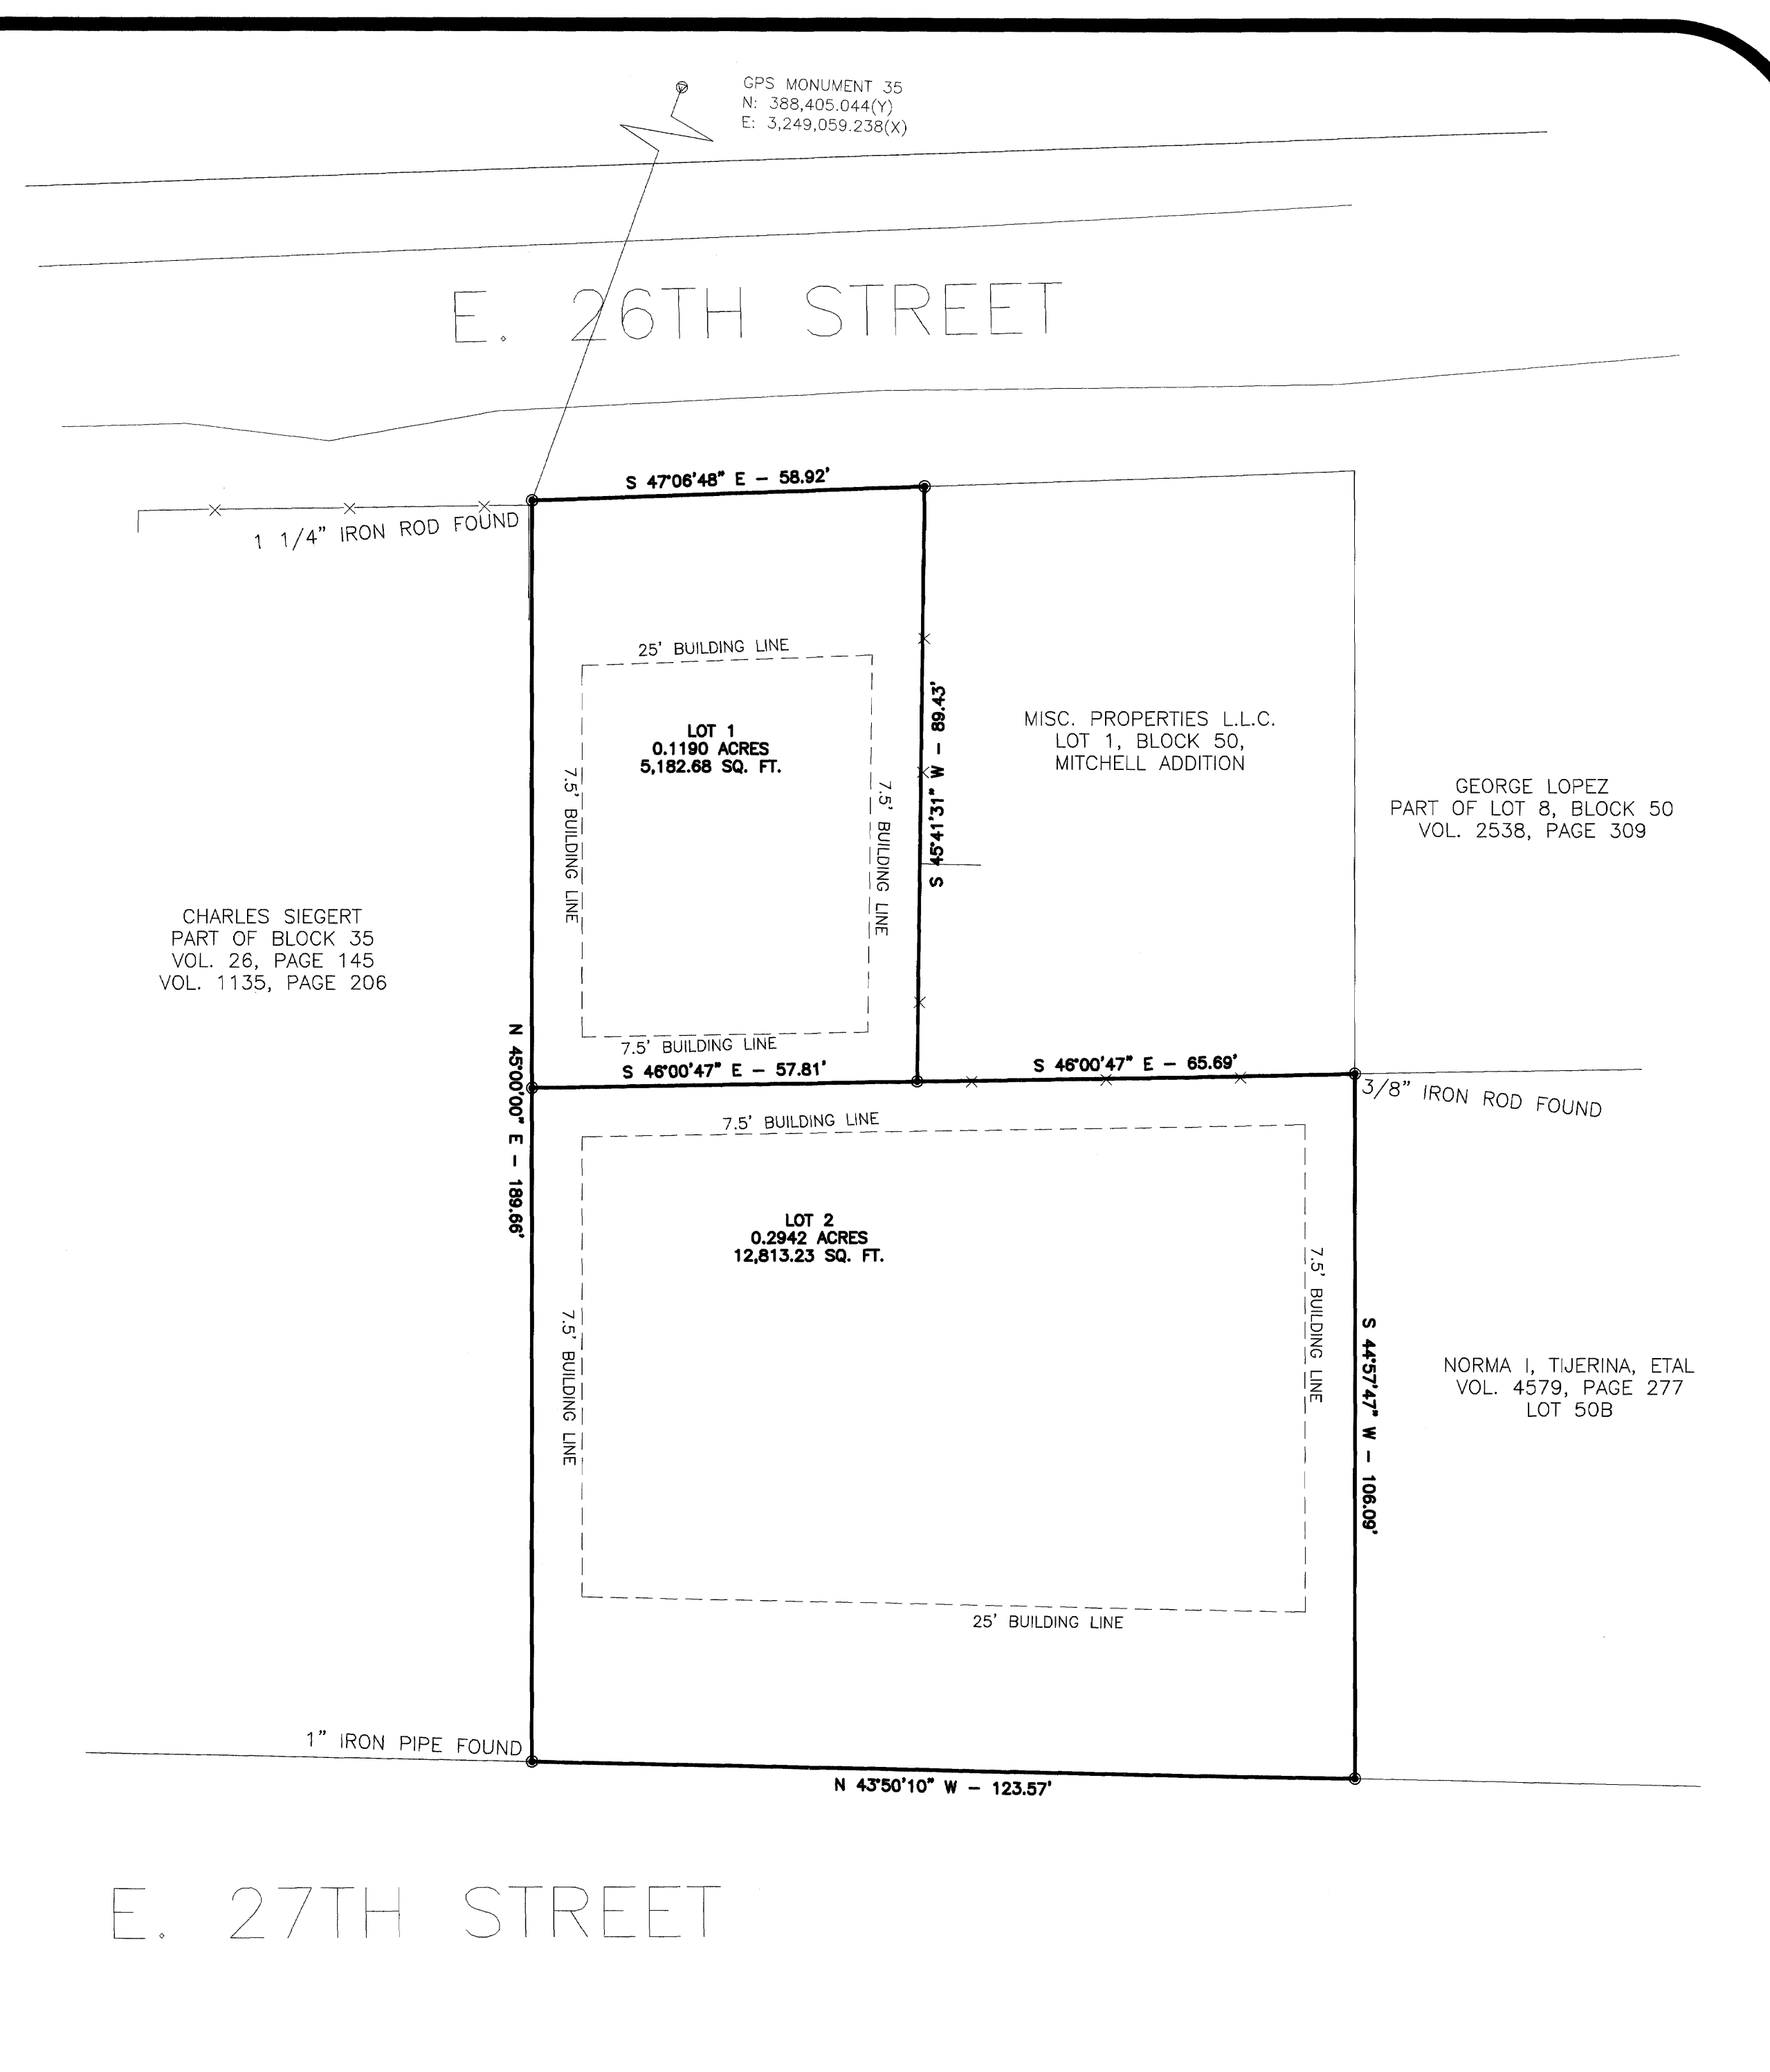 GPS MONUMENT 35
N: 388,405.044(Y)
E: 3,249,059.238(X)
E. 26TH STREET
S 47°06'48" E – 58.92'
1 1/4" IRON ROD FOUND
25' BUILDING LINE
LOT 1
0.1190 ACRES
5,182.68 SQ. FT.
7.5' BUILDING LINE
7.5' BUILDING LINE
S 45°41'31" W – 89.43'
MISC. PROPERTIES L.L.C.
LOT 1, BLOCK 50,
MITCHELL ADDITION
GEORGE LOPEZ
PART OF LOT 8, BLOCK 50
VOL. 2538, PAGE 309
CHARLES SIEGERT
PART OF BLOCK 35
VOL. 26, PAGE 145
VOL. 1135, PAGE 206
7.5' BUILDING LINE
S 46°00'47" E – 57.81'
S 46°00'47" E – 65.69'
3/8" IRON ROD FOUND
N 45°00'00" E – 189.66'
7.5' BUILDING LINE
LOT 2
0.2942 ACRES
12,813.23 SQ. FT.
7.5' BUILDING LINE
7.5' BUILDING LINE
S 44°57'47" W – 106.09'
NORMA I, TIJERINA, ETAL
VOL. 4579, PAGE 277
LOT 50B
25' BUILDING LINE
1" IRON PIPE FOUND
N 43°50'10" W – 123.57'
E. 27TH STREET